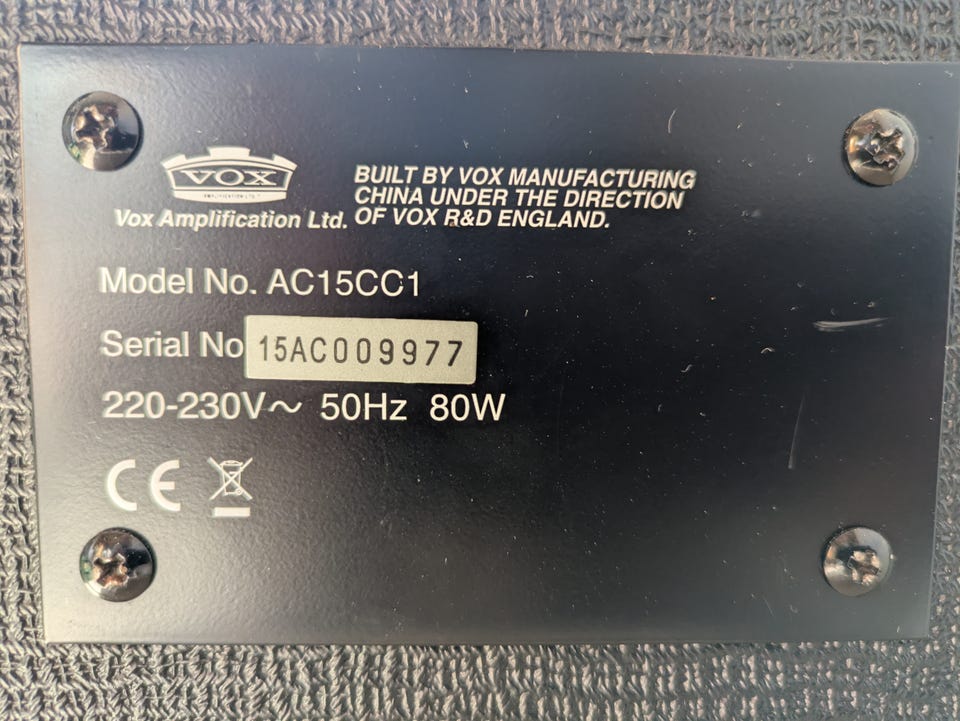 VOX
Vox Amplification Ltd.
BUILT BY VOX MANUFACTURING
CHINA UNDER THE DIRECTION
OF VOX R&D ENGLAND.
Model No. AC15CC1
Serial No 15AC009977
220-230V~ 50Hz 80W
CE